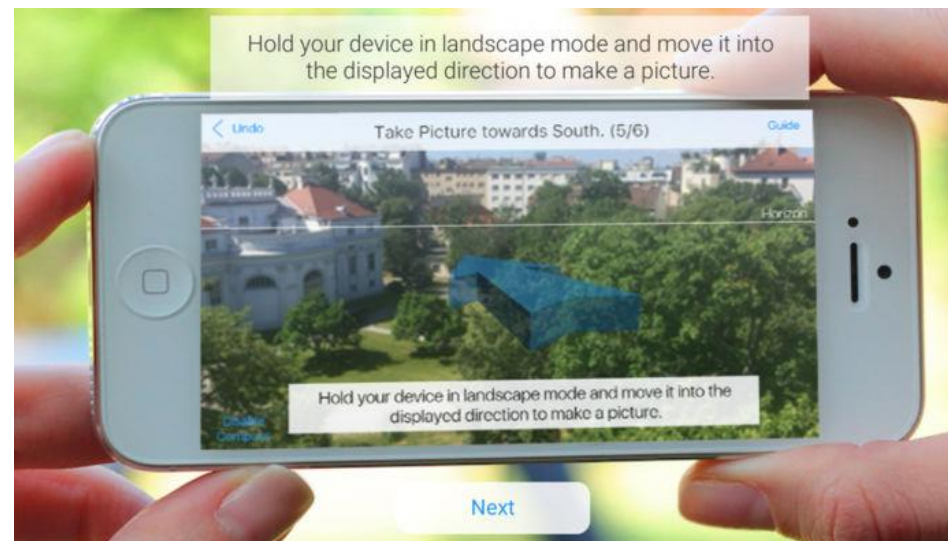 Hold your device in landscape mode and move it into
the displayed direction to make a picture.
Undo
Take Picture towards South. (5/6)
Guide
Horizon
Hold your device in landscape mode and move it into the
displayed direction to make a picture.
Next